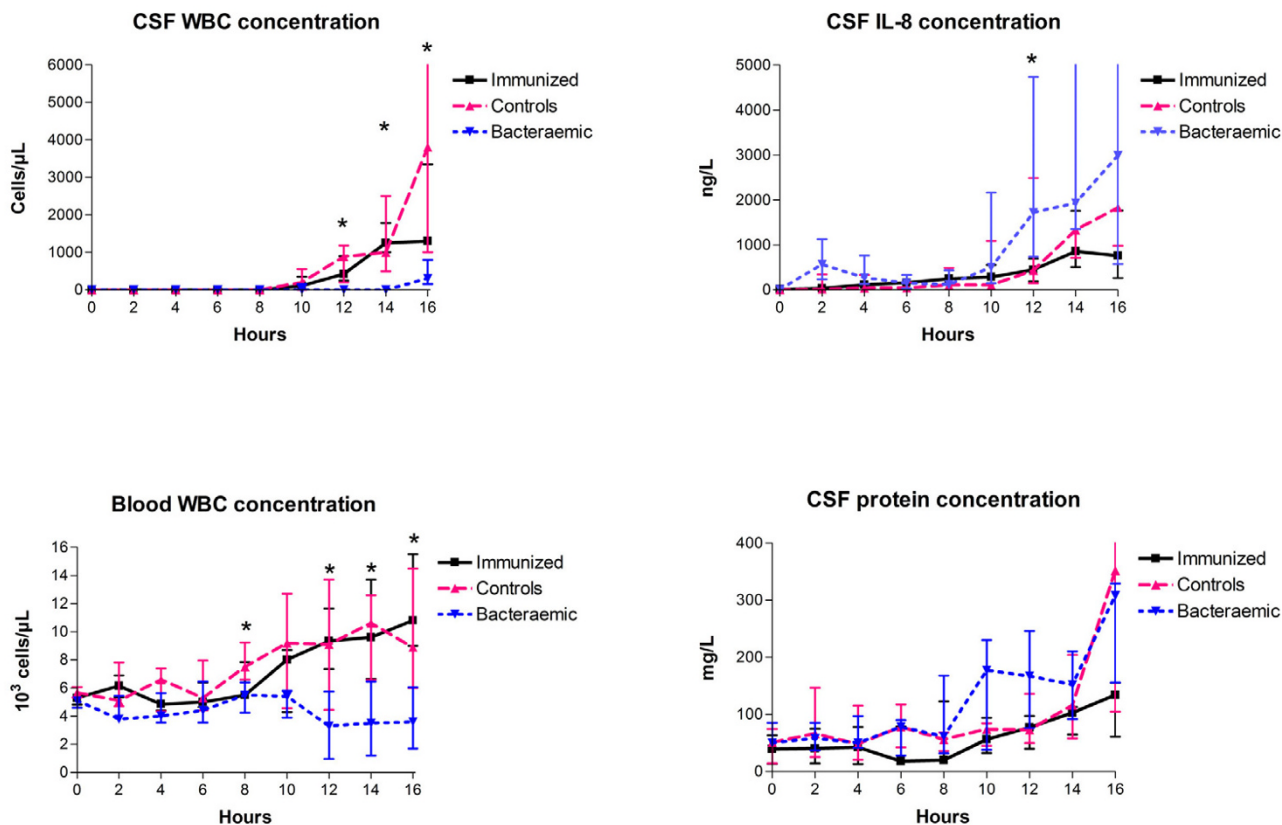 CSF WBC concentration
*
*
*
6000
5000
4000
3000
2000
1000
0
Cells/µL
0 2 4 6 8 10 12 14 16
Hours
Immunized
Controls
Bacteraemic
CSF IL-8 concentration
*
5000
4000
3000
2000
1000
0
ng/L
0 2 4 6 8 10 12 14 16
Hours
Immunized
Controls
Bacteraemic
Blood WBC concentration
* * * *
16
14
12
10
8
6
4
2
0
10³ cells/µL
0 2 4 6 8 10 12 14 16
Hours
Immunized
Controls
Bacteraemic
CSF protein concentration
400
300
200
100
0
mg/L
0 2 4 6 8 10 12 14 16
Hours
Immunized
Controls
Bacteraemic